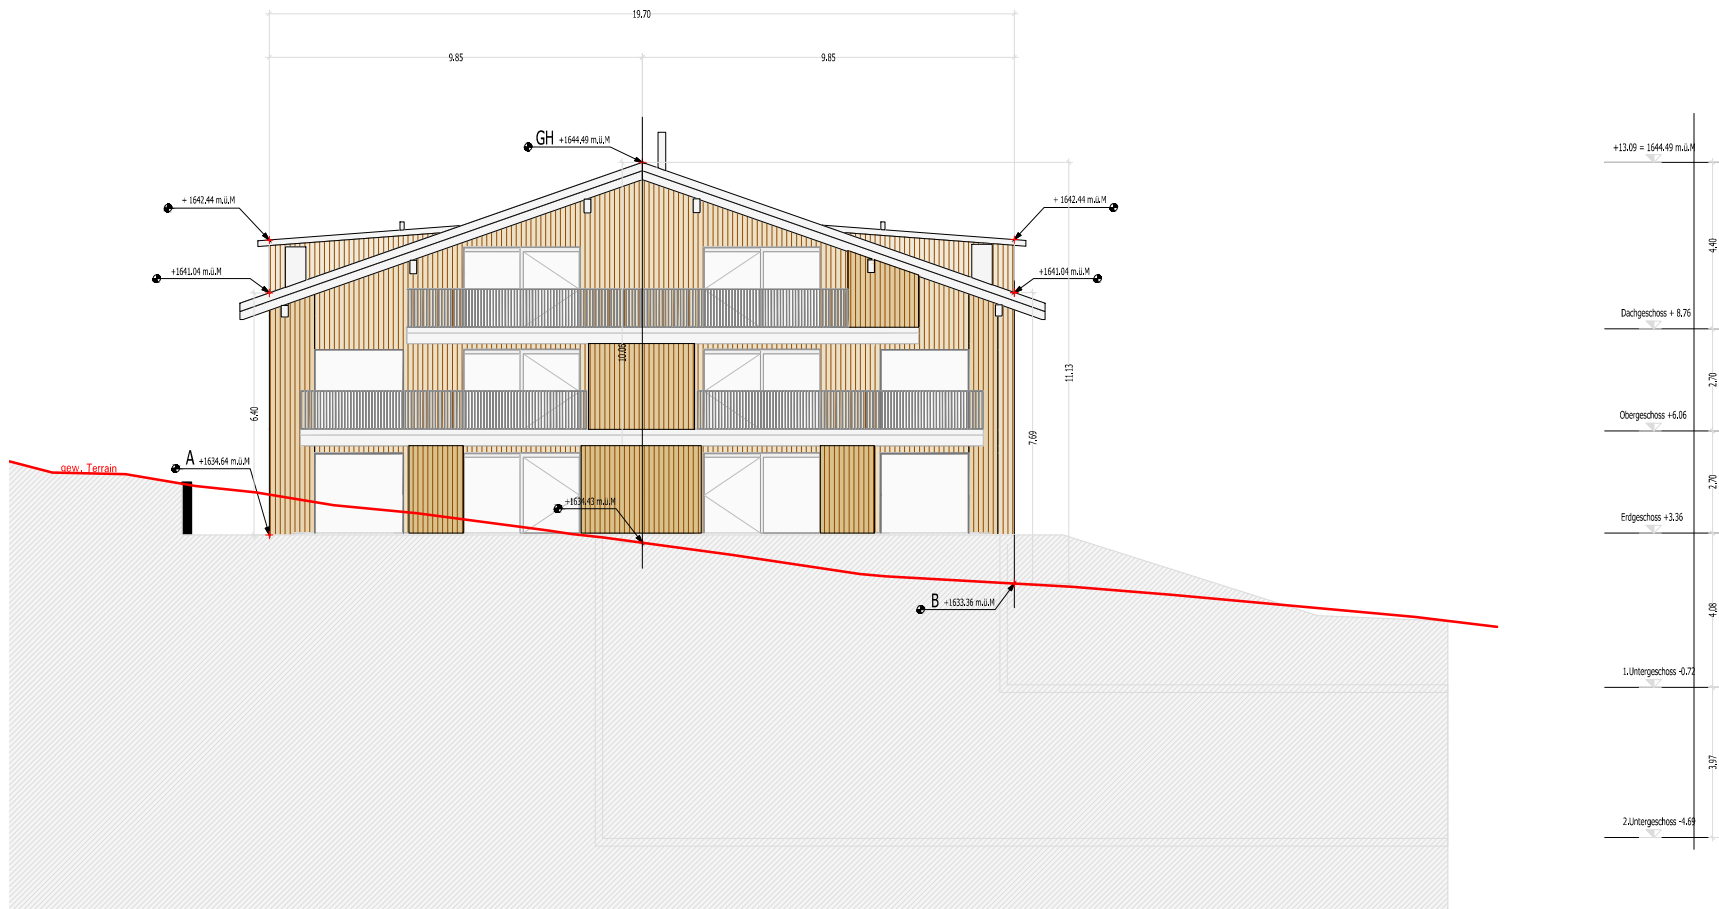 19.70
9.85
9.85
GH +1644.49 m.ü.M
+13.09 = 1644.49 m.ü.M
+ 1642.44 m.ü.M
+ 1642.44 m.ü.M
4.40
+1641.04 m.ü.M
+1641.04 m.ü.M
Dachgeschoss + 8.76
10.06
11.13
2.70
6.40
Obergeschoss +6.06
7.69
A +1634.64 m.ü.M
gew. Terrain
2.70
+1634.43 m.ü.M
Erdgeschoss +3.36
B +1633.36 m.ü.M
4.08
1.Untergeschoss -0.72
3.97
2.Untergeschoss -4.69